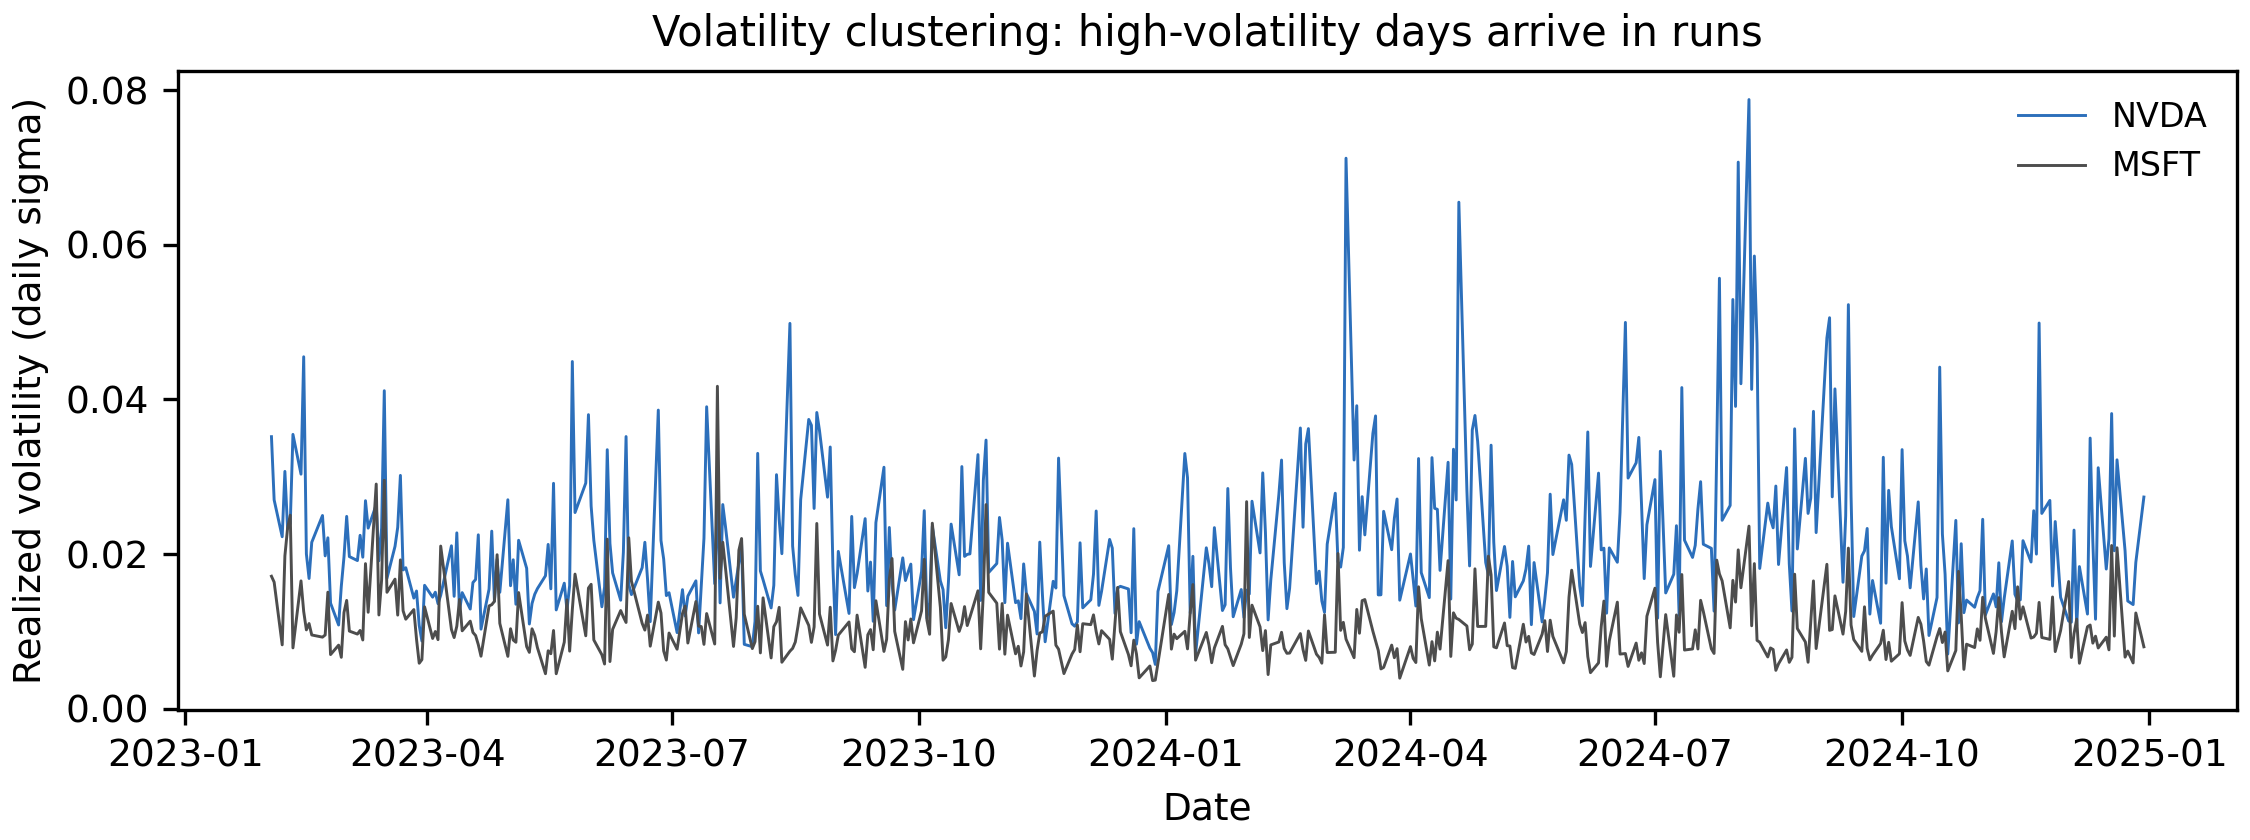 Volatility clustering: high-volatility days arrive in runs
Realized volatility (daily sigma)
0.08
0.06
0.04
0.02
0.00
NVDA
MSFT
2023-01 2023-04 2023-07 2023-10 2024-01 2024-04 2024-07 2024-10 2025-01
Date